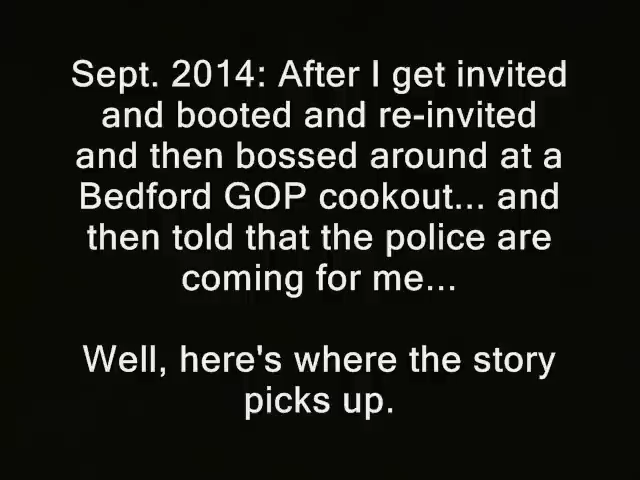 Sept. 2014: After I get invited
and booted and re-invited
and then bossed around at a
Bedford GOP cookout... and
then told that the police are
coming for me...
Well, here's where the story
picks up.